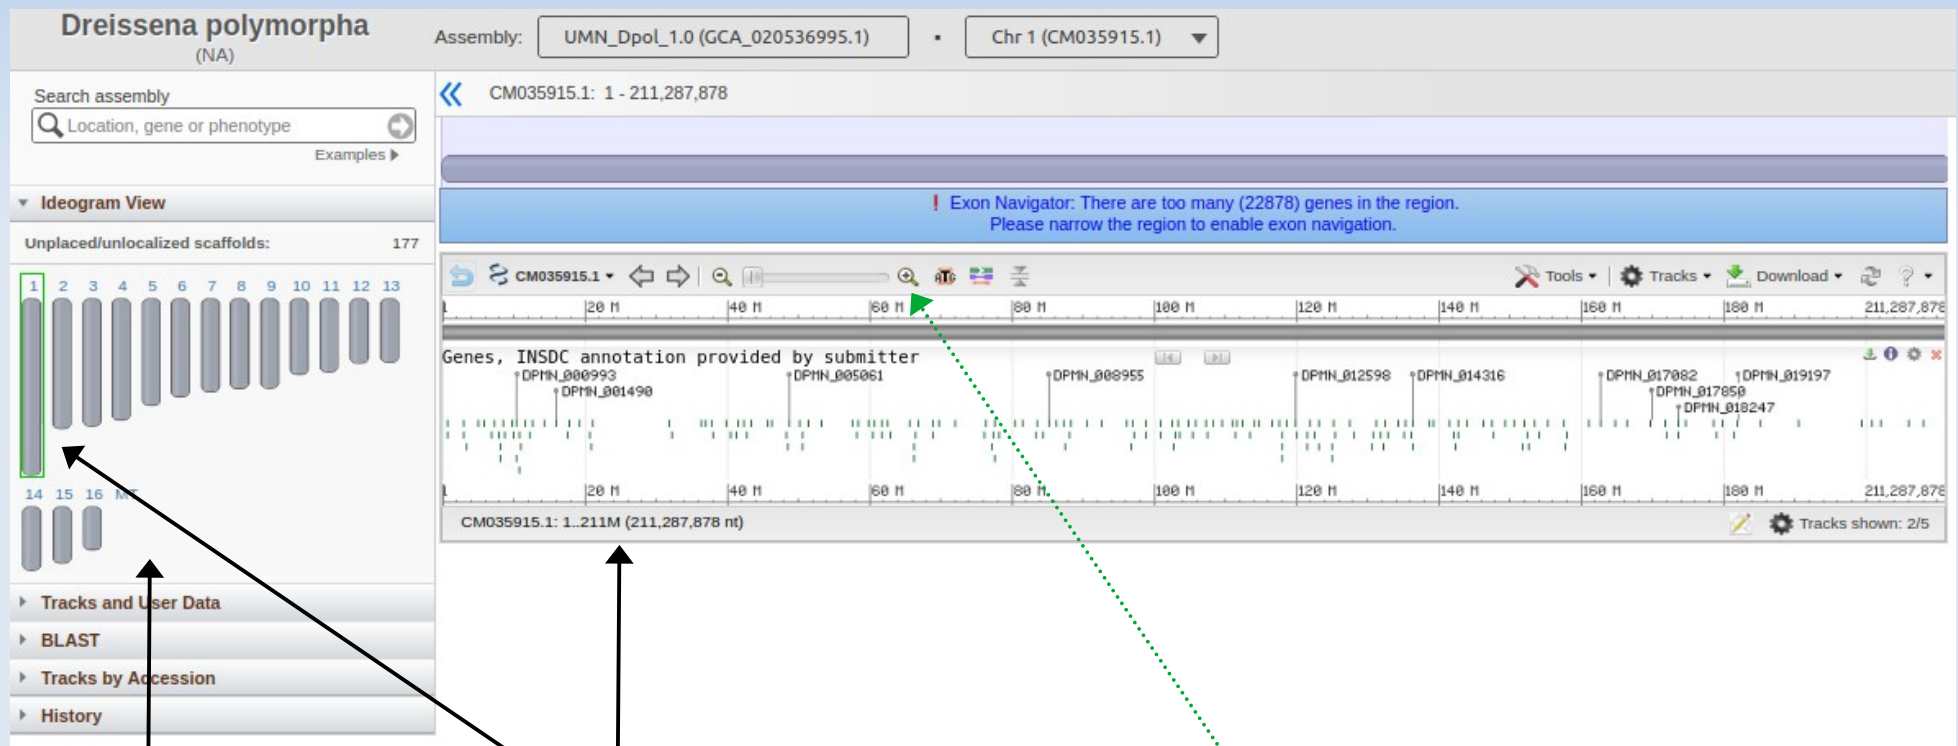 Dreissena polymorpha
(NA)
Assembly: UMN_Dpol_1.0 (GCA_020536995.1) • Chr 1 (CM035915.1)
Search assembly
Location, gene or phenotype
Examples
CM035915.1: 1 - 211,287,878
Ideogram View
Unplaced/unlocalized scaffolds: 177
1 2 3 4 5 6 7 8 9 10 11 12 13
14 15 16 MT
Tracks and User Data
BLAST
Tracks by Accession
History
! Exon Navigator: There are too many (22878) genes in the region.
Please narrow the region to enable exon navigation.
CM035915.1 ATG Tools Tracks Download ?
1 20 M 40 M 60 M 80 M 100 M 120 M 140 M 160 M 180 M 211,287,878
Genes, INSDC annotation provided by submitter
DPMN_000993 DPMN_005061 DPMN_008955 DPMN_012598 DPMN_014316 DPMN_017082 DPMN_019197
DPMN_001490 DPMN_017850
DPMN_018247
1 20 M 40 M 60 M 80 M 100 M 120 M 140 M 160 M 180 M 211,287,878
CM035915.1: 1..211M (211,287,878 nt) Tracks shown: 2/5